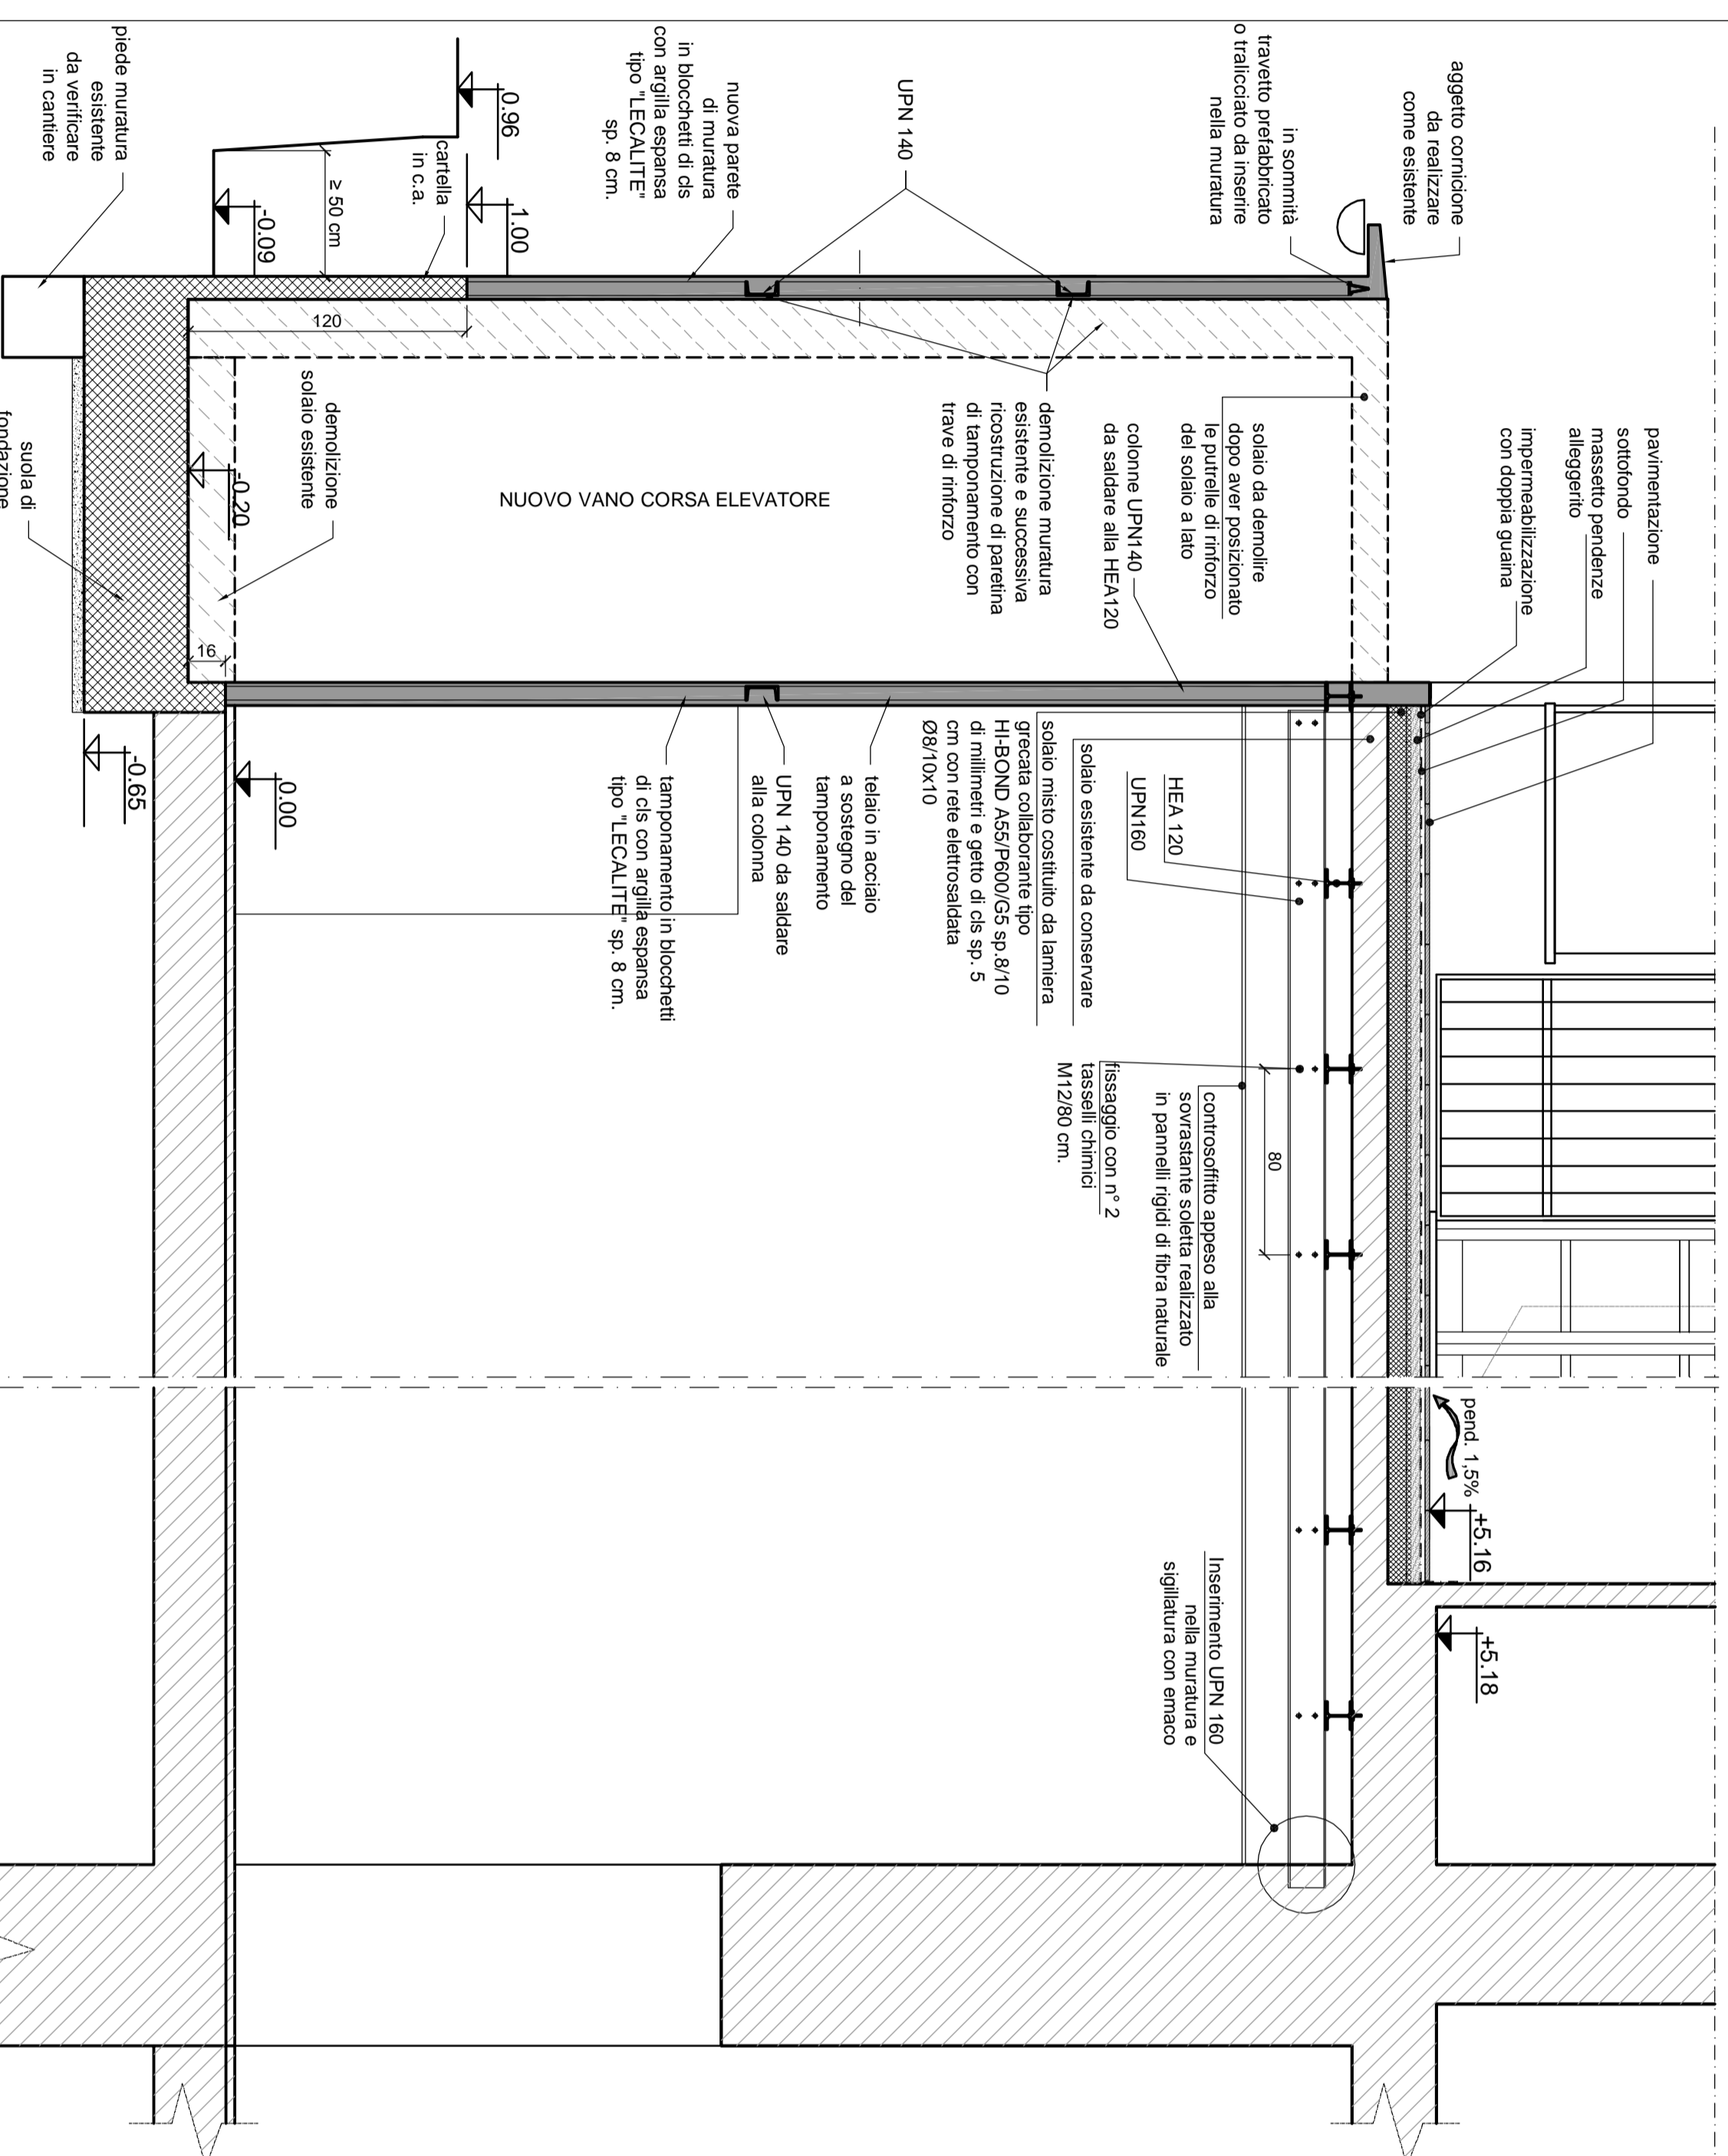 aggetto cornicione
da realizzare
come esistente
in sommità
travetto prefabbricato
o tralicciato da inserire
nella muratura
UPN 140
nuova parete
di muratura
in blocchetti di cls
con argilla espansa
tipo "LECALITE"
sp. 8 cm.
0.96
1.00
cartella
in c.a.
≥ 50 cm
-0.09
piede muratura
esistente
da verificare
in cantiere
120
pavimentazione
sottofondo
massetto pendenze
alleggerito
impermeabilizzazione
con doppia guaina
solaio da demolire
dopo aver posizionato
le putrelle di rinforzo
del solaio a lato
colonne UPN140
da saldare alla HEA120
demolizione muratura
esistente e successiva
ricostruzione di paretina
di tamponamento con
trave di rinforzo
NUOVO VANO CORSA ELEVATORE
demolizione
solaio esistente
-0.20
suola di
fondazione
16
-0.65
0.00
HEA 120
UPN160
solaio esistente da conservare
solaio misto costituito da lamiera
grecata collaborante tipo
HI-BOND A55/P600/G5 sp.8/10
di millimetri e getto di cls sp. 5
cm con rete elettrosaldata
Ø8/10x10
telaio in acciaio
a sostegno del
tamponamento
UPN 140 da saldare
alla colonna
tamponamento in blocchetti
di cls con argilla espansa
tipo "LECALITE" sp. 8 cm.
80
controsoffitto appeso alla
sovrastante soletta realizzato
in pannelli rigidi di fibra naturale
fissaggio con n° 2
tasselli chimici
M12/80 cm.
pend. 1,5%
+5.16
+5.18
Inserimento UPN 160
nella muratura e
sigillatura con emaco